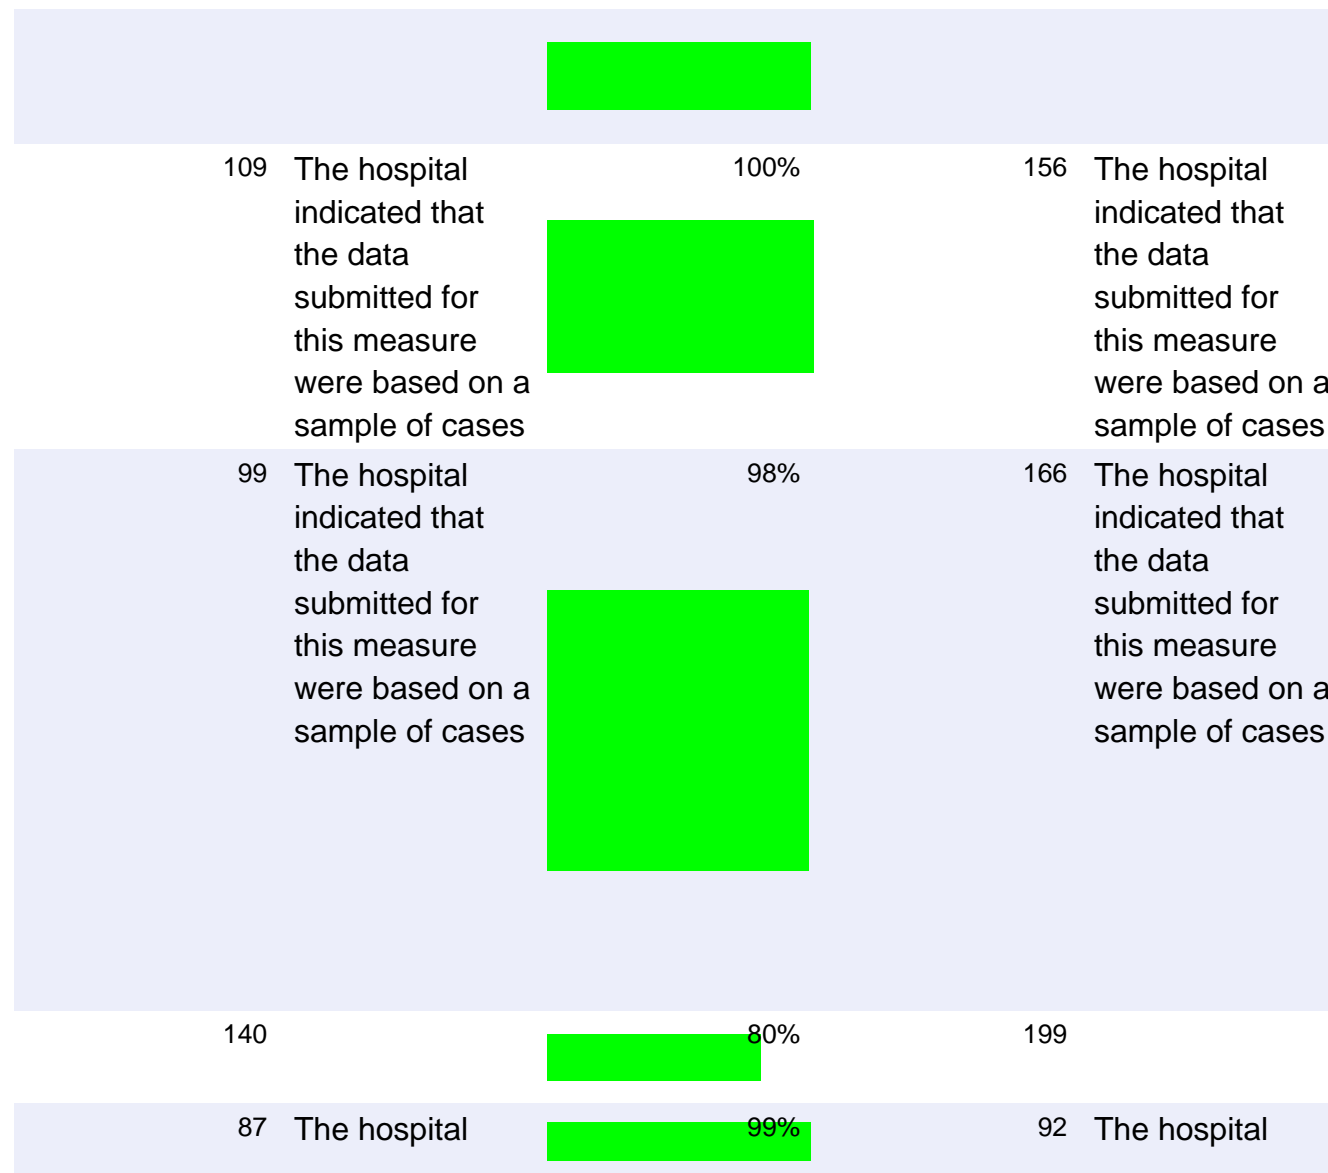 109 The hospital 100% 156 The hospital
indicated that indicated that
the data the data
submitted for submitted for
this measure this measure
were based on a were based on a
sample of cases sample of cases
99 The hospital 98% 166 The hospital
indicated that indicated that
the data the data
submitted for submitted for
this measure this measure
were based on a were based on a
sample of cases sample of cases
140 80% 199
87 The hospital 99% 92 The hospital